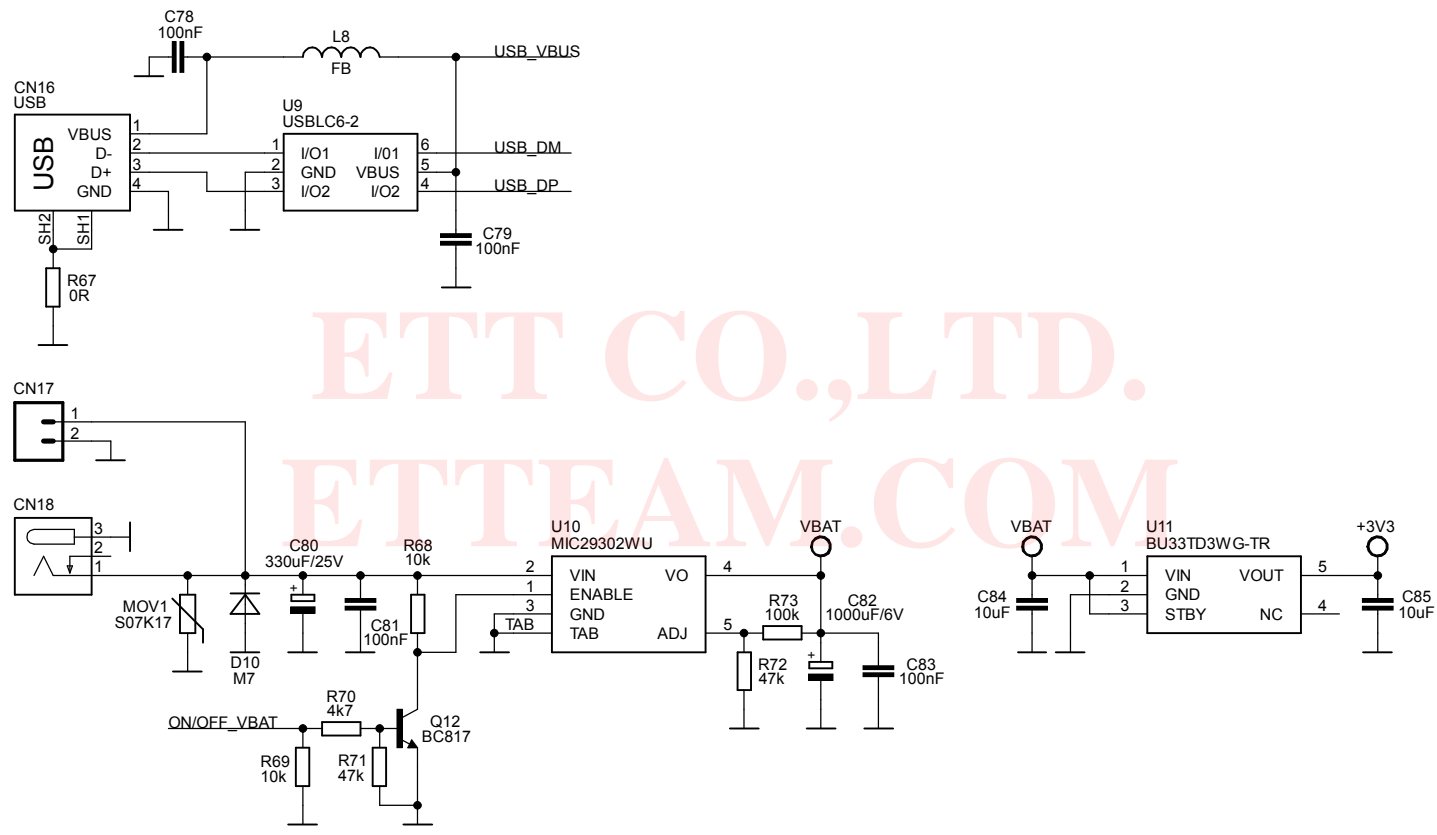 C78
100nF
L8
FB
USB_VBUS
CN16
USB
USB
VBUS
D-
D+
GND
1
2
3
4
SH2
SH1
R67
0R
U9
USBLC6-2
1
2
3
I/O1
GND
I/O2
I/01
VBUS
I/O2
6
5
4
USB_DM
USB_DP
C79
100nF
ETT CO.,LTD.
ETTEAM.COM
CN17
1
2
CN18
3
2
1
MOV1
S07K17
D10
M7
C80
330uF/25V
+
C81
100nF
R68
10k
U10
MIC29302WU
2
1
3
TAB
VIN
ENABLE
GND
TAB
VO
ADJ
4
5
VBAT
R73
100k
C82
1000uF/6V
+
R72
47k
C83
100nF
ON/OFF_VBAT
R70
4k7
R69
10k
R71
47k
Q12
BC817
VBAT
C84
10uF
U11
BU33TD3WG-TR
1
2
3
VIN
GND
STBY
VOUT
NC
5
4
+3V3
C85
10uF